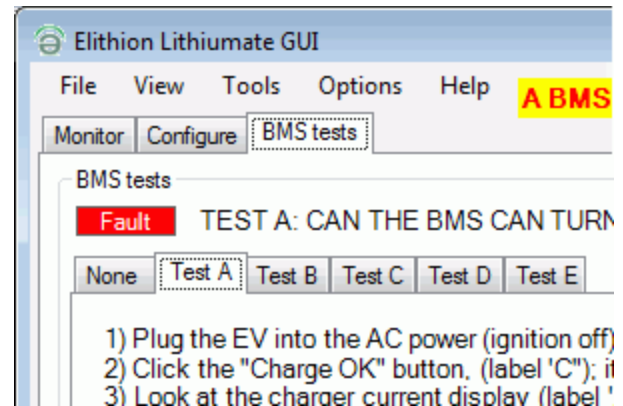 Elithion Lithiumate GUI
File View Tools Options Help A BMS
Monitor Configure BMS tests
BMS tests
Fault TEST A: CAN THE BMS CAN TURN
None Test A Test B Test C Test D Test E
1) Plug the EV into the AC power (ignition off)
2) Click the "Charge OK" button, (label 'C'); it
3) Look at the charger current display (label '